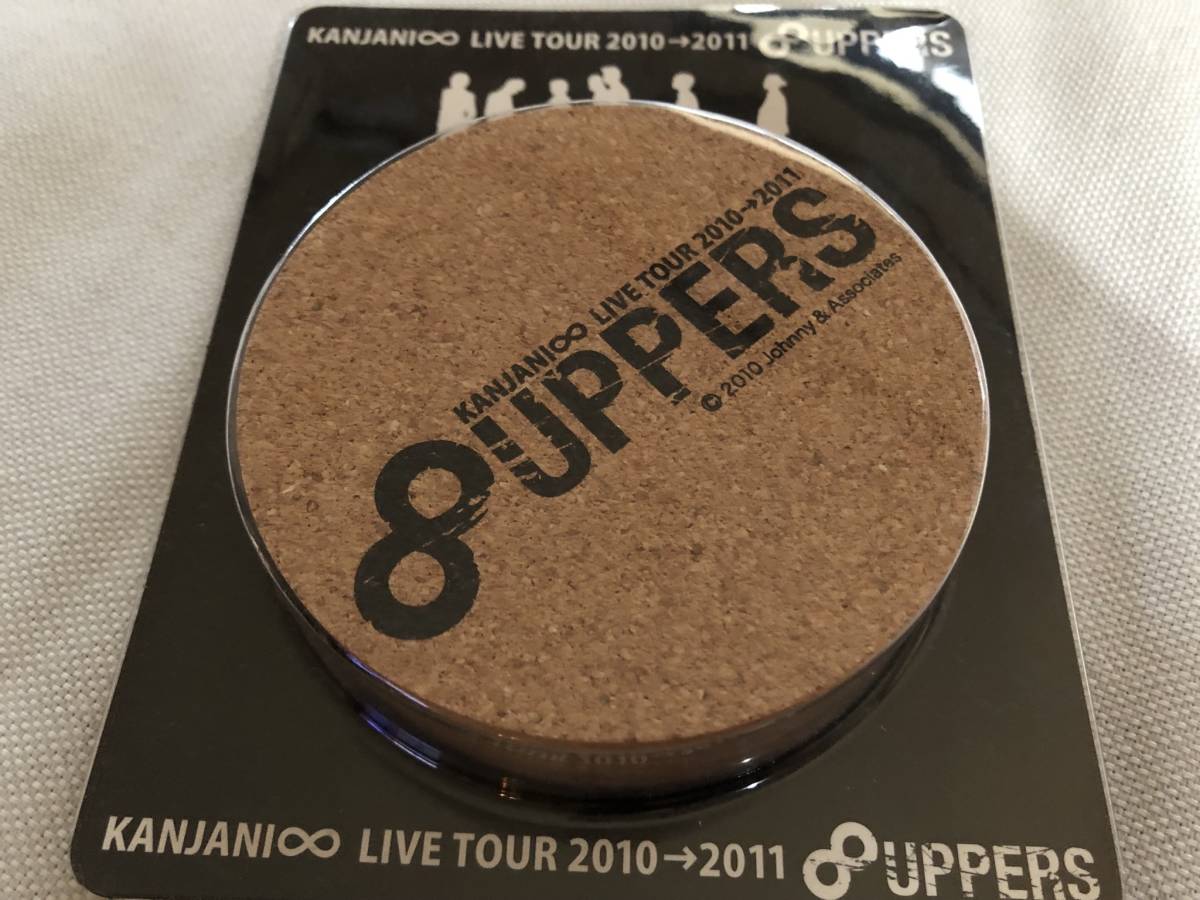 KANJANI∞ LIVE TOUR 2010→2011 8UPPERS
KANJANI∞ LIVE TOUR 2010→2011
8UPPERS
© 2010 Johnny & Associates
KANJANI∞ LIVE TOUR 2010→2011 8UPPERS